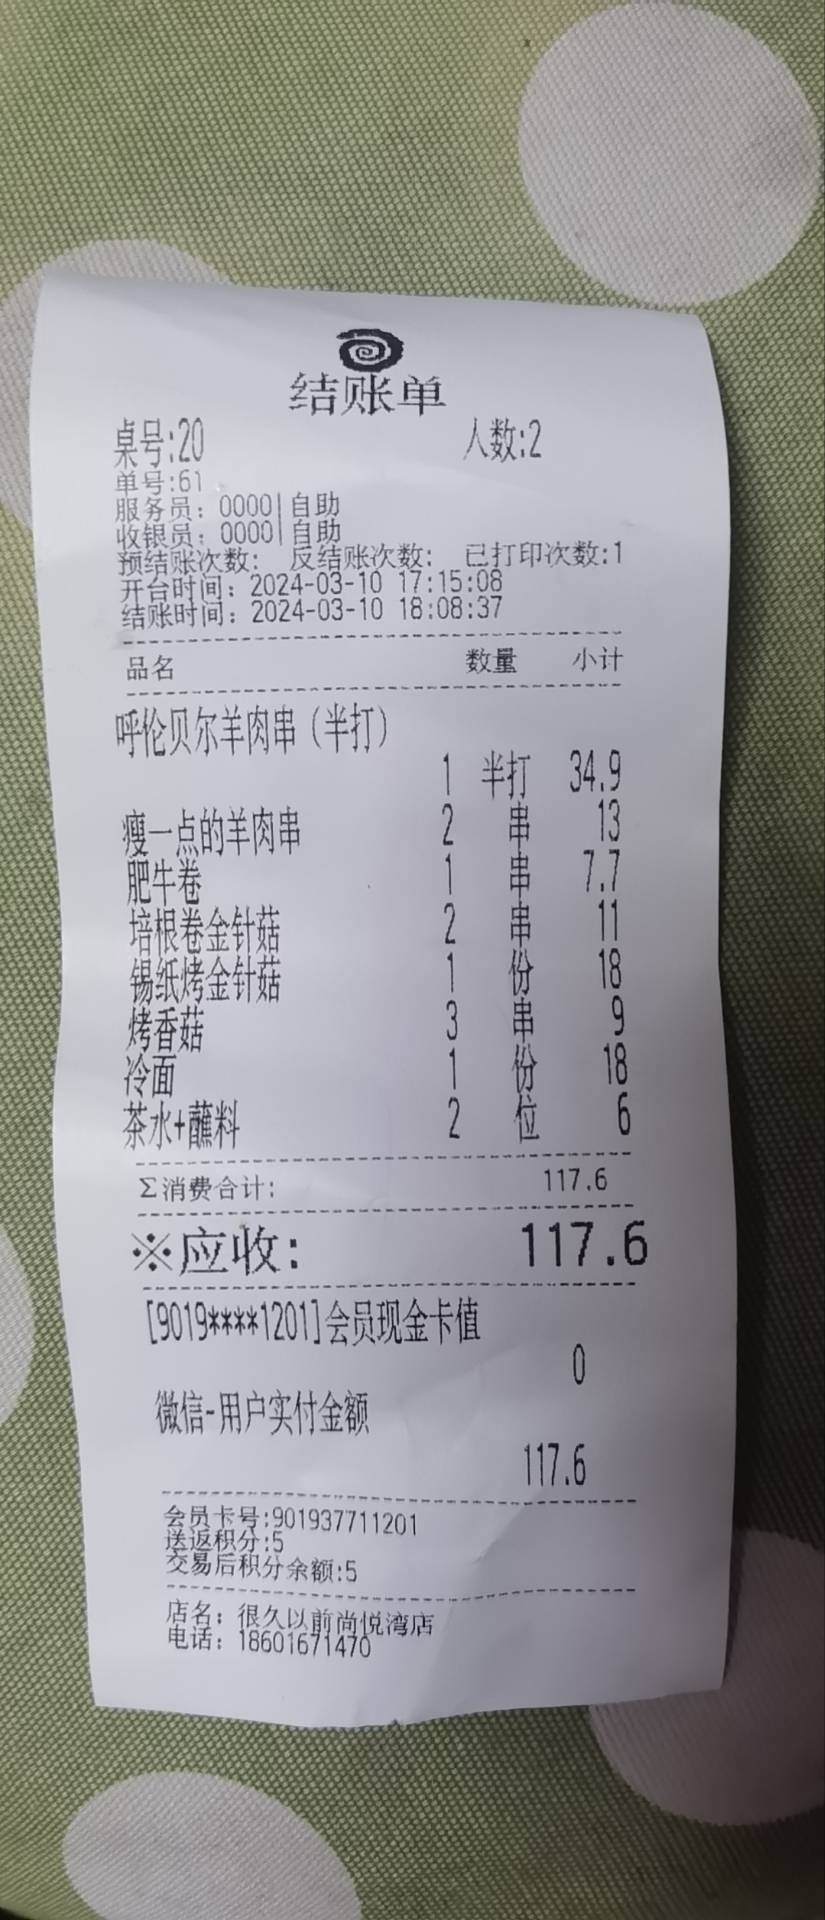 结账单
桌号:20 人数:2
单号:61
服务员: 0000|自助
收银员: 0000|自助
预结账次数: 反结账次数: 已打印次数:1
开台时间: 2024-03-10 17:15:08
结账时间: 2024-03-10 18:08:37
品名 数量 小计
呼伦贝尔羊肉串(半打)
1 半打 34.9
瘦一点的羊肉串 2 串 13
肥牛卷 1 串 7.7
培根卷金针菇 2 串 11
锡纸烤金针菇 1 份 18
烤香菇 3 串 9
冷面 1 份 18
茶水+蘸料 2 位 6
Σ消费合计: 117.6
※应收: 117.6
[9019****1201]会员现金卡值
0
微信-用户实付金额
117.6
会员卡号:901937711201
送返积分:5
交易后积分余额:5
店名: 很久以前尚悦湾店
电话: 18601671470